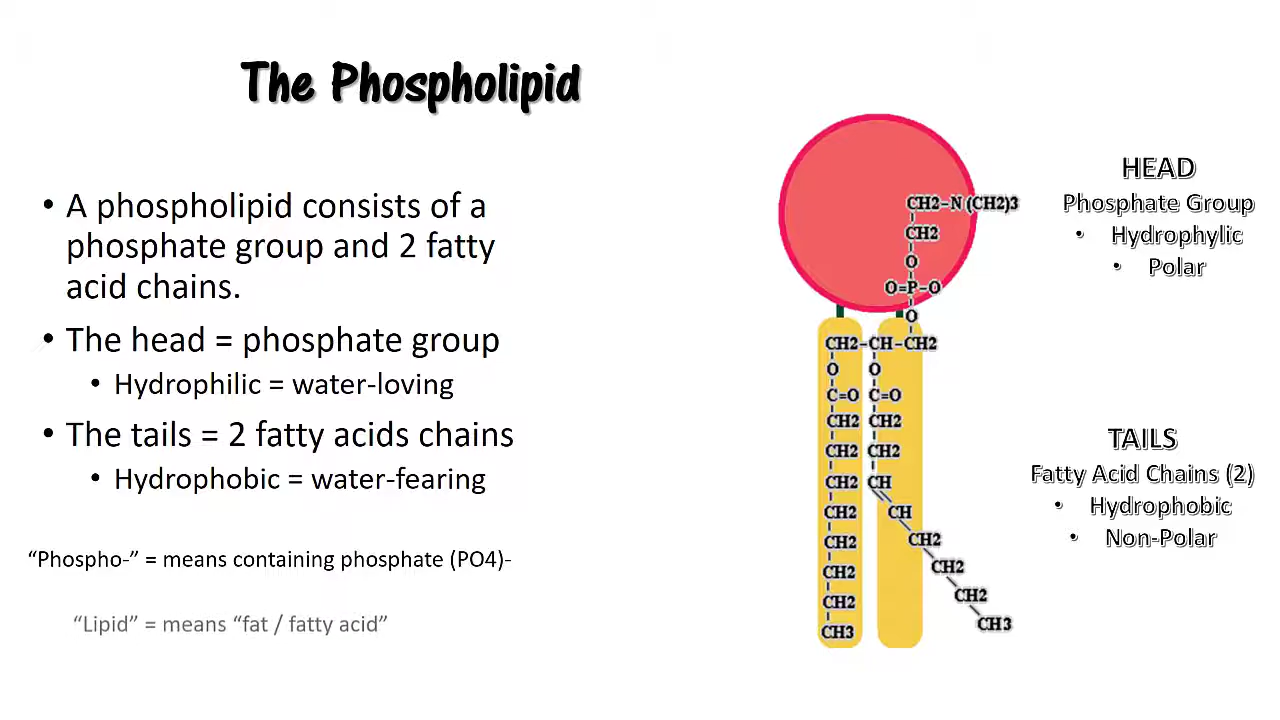 The Phospholipid
• A phospholipid consists of a
phosphate group and 2 fatty
acid chains.
• The head = phosphate group
• Hydrophilic = water-loving
• The tails = 2 fatty acids chains
• Hydrophobic = water-fearing
“Phospho-” = means containing phosphate (PO4)-
“Lipid” = means “fat / fatty acid”
HEAD
Phosphate Group
• Hydrophylic
• Polar
TAILS
Fatty Acid Chains (2)
• Hydrophobic
• Non-Polar
CH2-N (CH2)3
CH2
O
O=P-O
O
CH2-CH-CH2
O O
C=O C=O
CH2 CH2
CH2 CH2
CH2 CH
CH2 CH
CH2 CH2
CH2 CH2
CH2 CH2
CH3 CH3